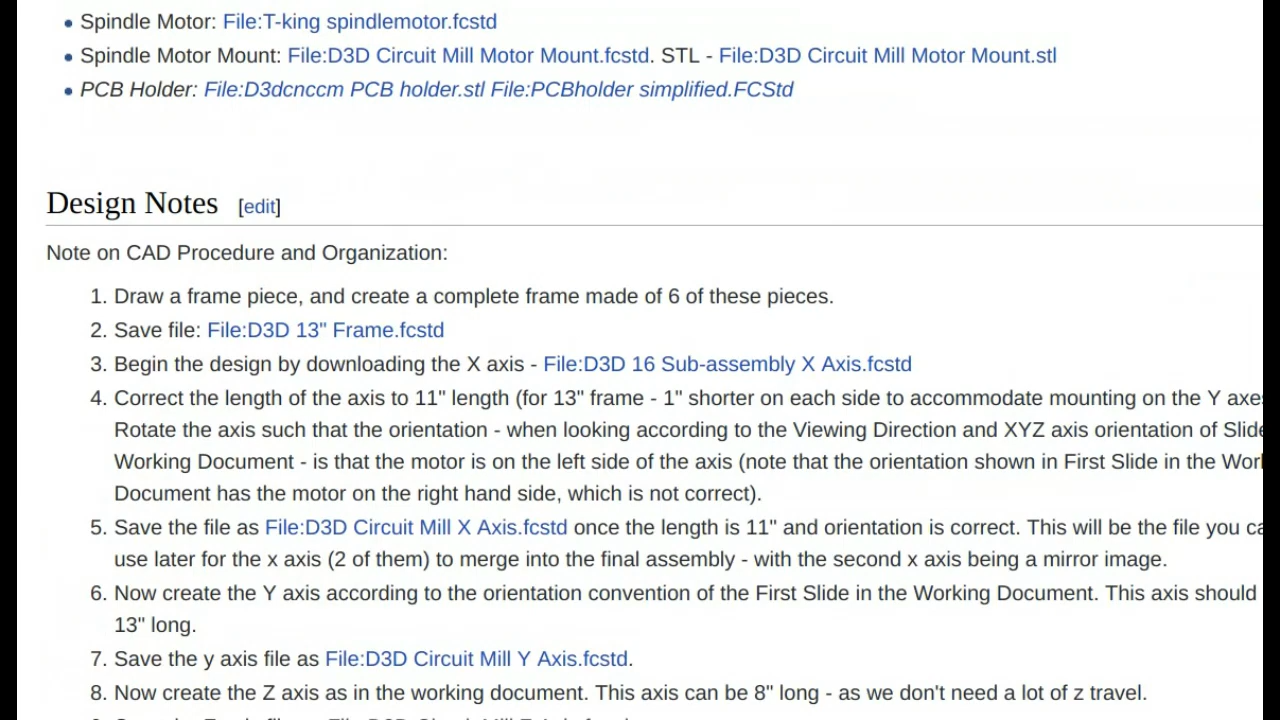 • Spindle Motor: File:T-king spindlemotor.fcstd
• Spindle Motor Mount: File:D3D Circuit Mill Motor Mount.fcstd. STL - File:D3D Circuit Mill Motor Mount.stl
• PCB Holder: File:D3dcnccm PCB holder.stl File:PCBholder simplified.FCStd
Design Notes [edit]
Note on CAD Procedure and Organization:
1. Draw a frame piece, and create a complete frame made of 6 of these pieces.
2. Save file: File:D3D 13" Frame.fcstd
3. Begin the design by downloading the X axis - File:D3D 16 Sub-assembly X Axis.fcstd
4. Correct the length of the axis to 11" length (for 13" frame - 1" shorter on each side to accommodate mounting on the Y axe
Rotate the axis such that the orientation - when looking according to the Viewing Direction and XYZ axis orientation of Slide
Working Document - is that the motor is on the left side of the axis (note that the orientation shown in First Slide in the Wor
Document has the motor on the right hand side, which is not correct).
5. Save the file as File:D3D Circuit Mill X Axis.fcstd once the length is 11" and orientation is correct. This will be the file you ca
use later for the x axis (2 of them) to merge into the final assembly - with the second x axis being a mirror image.
6. Now create the Y axis according to the orientation convention of the First Slide in the Working Document. This axis should
13" long.
7. Save the y axis file as File:D3D Circuit Mill Y Axis.fcstd.
8. Now create the Z axis as in the working document. This axis can be 8" long - as we don't need a lot of z travel.